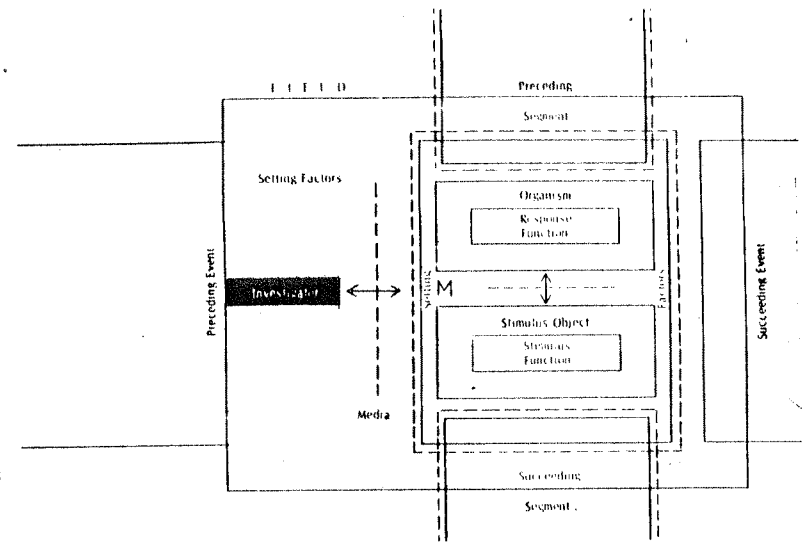 FIELD
Preceding
Segment
Setting Factors
Organism
Response
Function
Preceding Event
Investigator
Setting
M
Factors
Succeeding Event
Stimulus Object
Stimulus
Function
Media
Succeeding
Segment